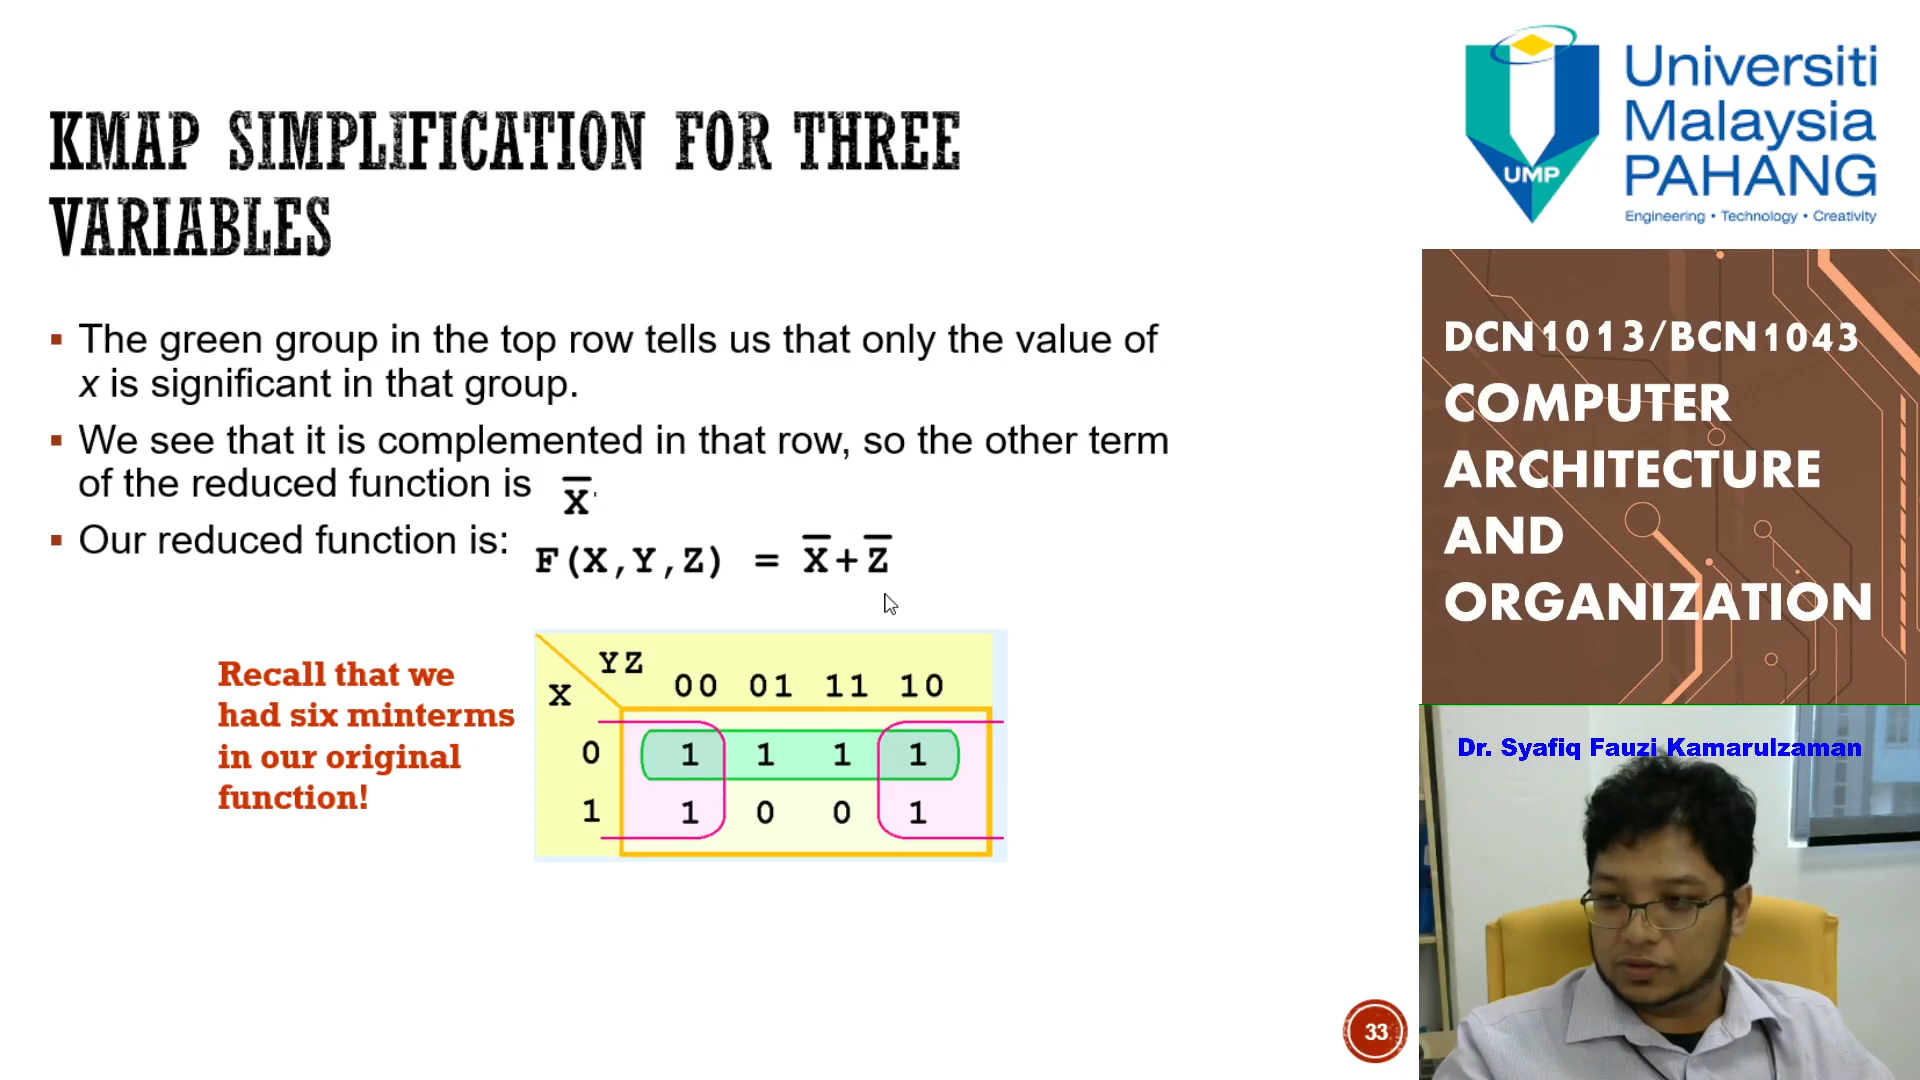 KMAP SIMPLIFICATION FOR THREE
VARIABLES
▪ The green group in the top row tells us that only the value of
x is significant in that group.
▪ We see that it is complemented in that row, so the other term
of the reduced function is X̅.
▪ Our reduced function is: F(X,Y,Z) = X̅+Z̅
Recall that we
had six minterms
in our original
function!
YZ
X
00 01 11 10
0 1 1 1 1
1 1 0 0 1
33
UMP
Universiti
Malaysia
PAHANG
Engineering • Technology • Creativity
DCN1013/BCN1043
COMPUTER
ARCHITECTURE
AND
ORGANIZATION
Dr. Syafiq Fauzi Kamarulzaman